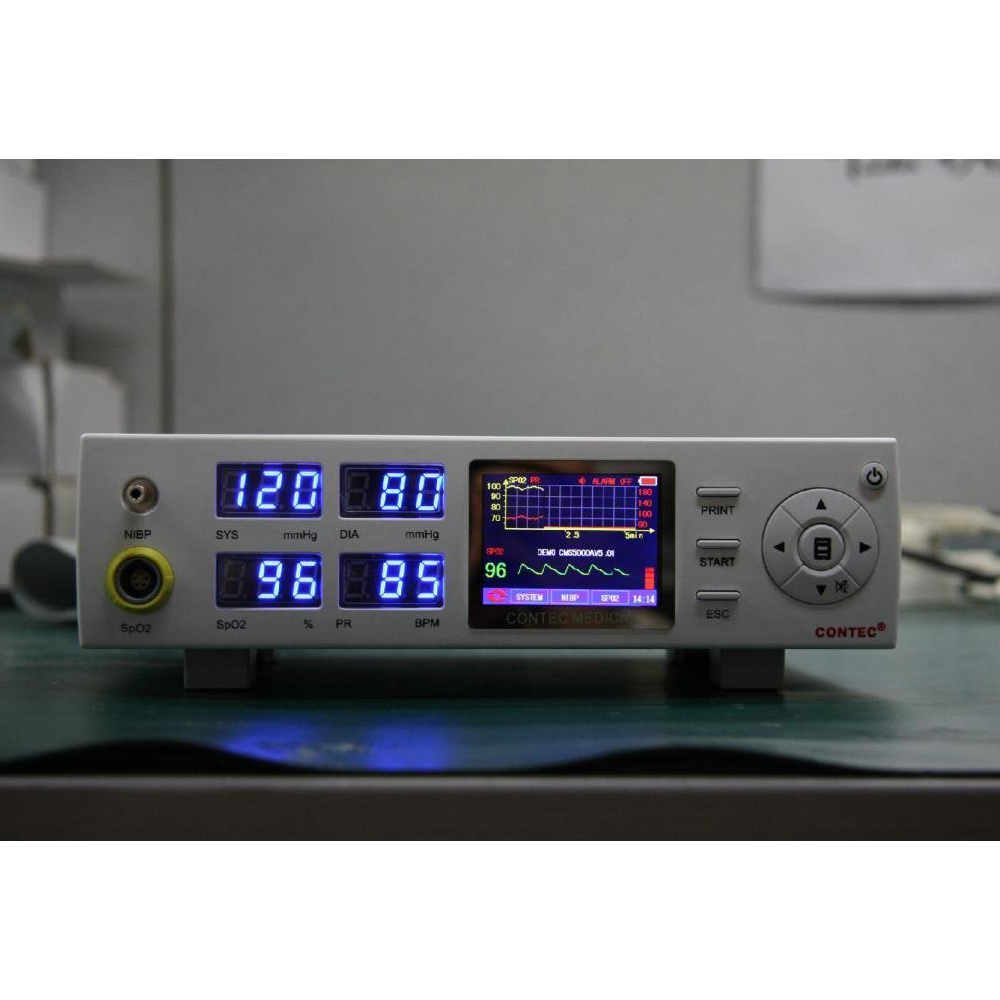 120
80
SYS mmHg
DIA mmHg
96
85
SpO2 %
PR BPM
NIBP
SpO2
SPO2 PR ALARM OFF
100
90
80
70
180
140
100
60
2.5 5min
SPO2
DEMO CMS5000AV5.01
96
SYSTEM NIBP SPO2 14:14
CONTEC MEDICAL
PRINT
START
ESC
CONTEC®